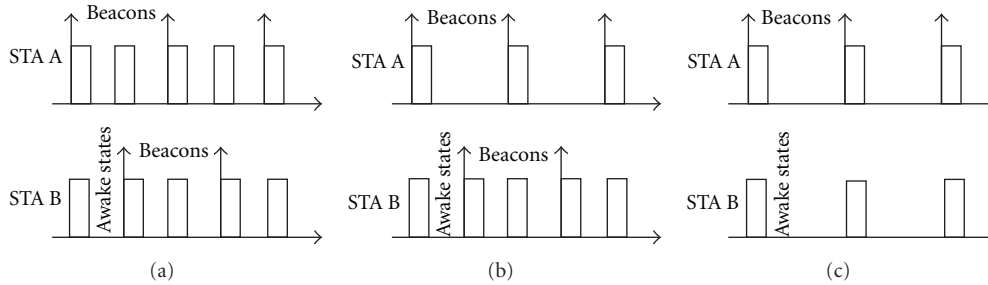 Beacons
STA A
Beacons
Awake states
STA B
(a)
Beacons
STA A
Beacons
Awake states
STA B
(b)
Beacons
STA A
Awake states
STA B
(c)